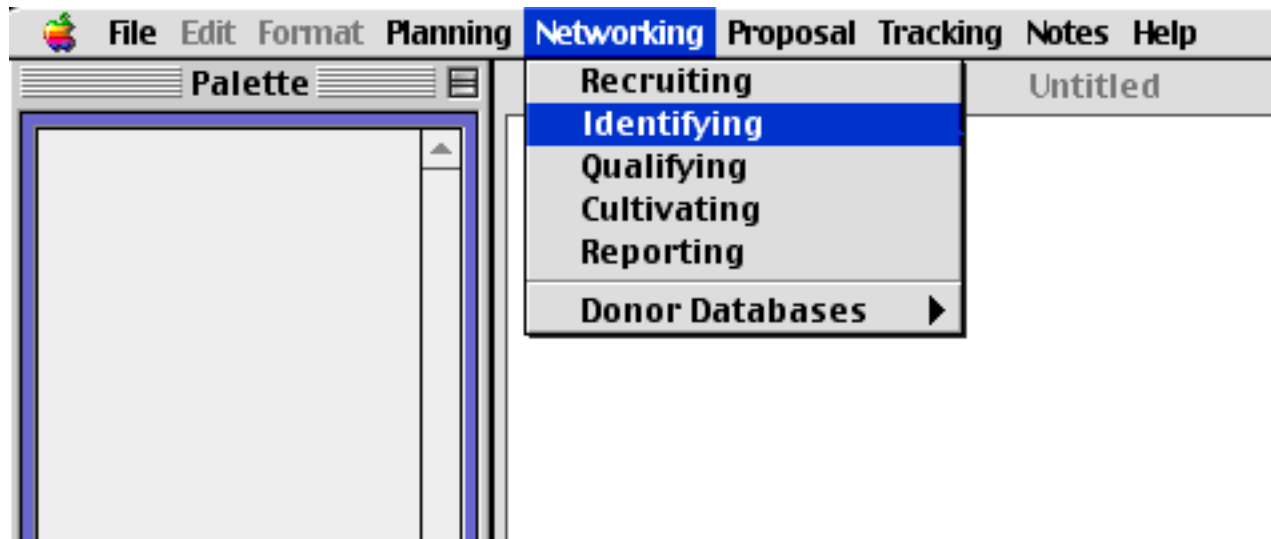 File Edit Format Planning Networking Proposal Tracking Notes Help
Palette
Untitled
Recruiting
Identifying
Qualifying
Cultivating
Reporting
Donor Databases